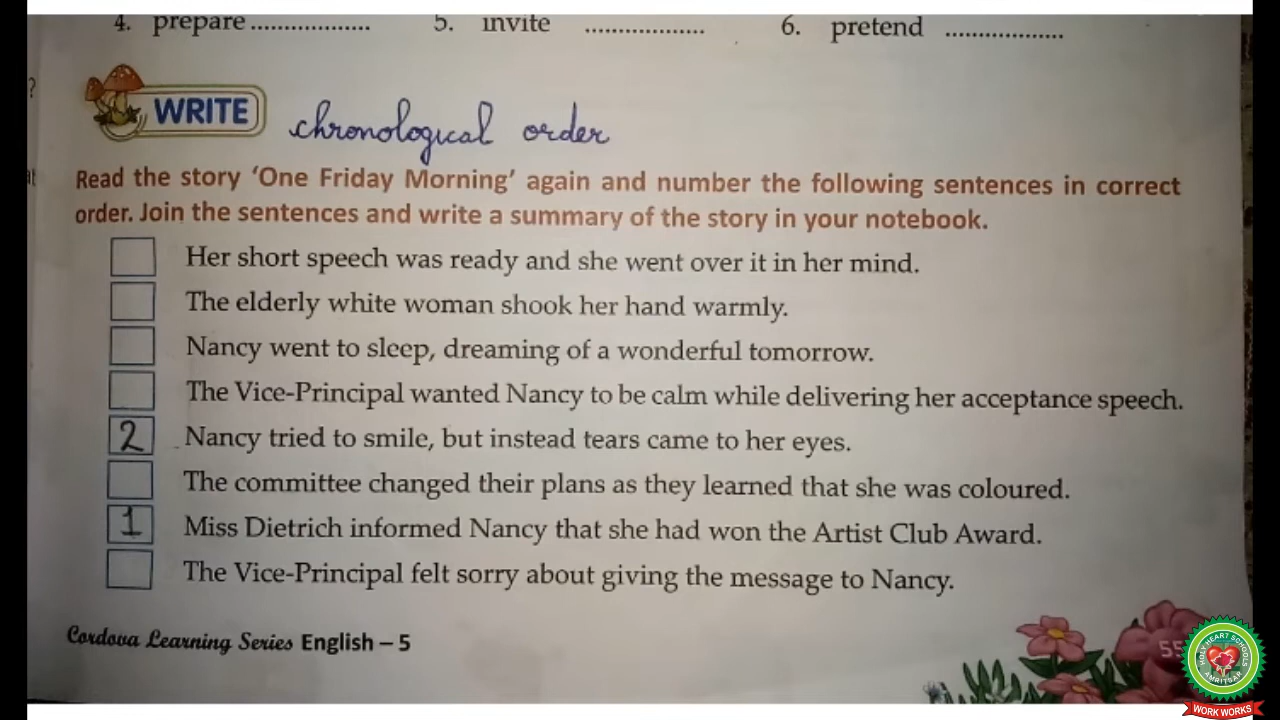 4. prepare.................. 5. invite .................. 6. pretend ..................
?
WRITE chronological order
at
Read the story ‘One Friday Morning’ again and number the following sentences in correct
order. Join the sentences and write a summary of the story in your notebook.
Her short speech was ready and she went over it in her mind.
The elderly white woman shook her hand warmly.
Nancy went to sleep, dreaming of a wonderful tomorrow.
The Vice-Principal wanted Nancy to be calm while delivering her acceptance speech.
2 Nancy tried to smile, but instead tears came to her eyes.
The committee changed their plans as they learned that she was coloured.
1 Miss Dietrich informed Nancy that she had won the Artist Club Award.
The Vice-Principal felt sorry about giving the message to Nancy.
Cordova Learning Series English – 5
55
HOLY HEART SCHOOLS
AMRITSAR
WORK WORKS